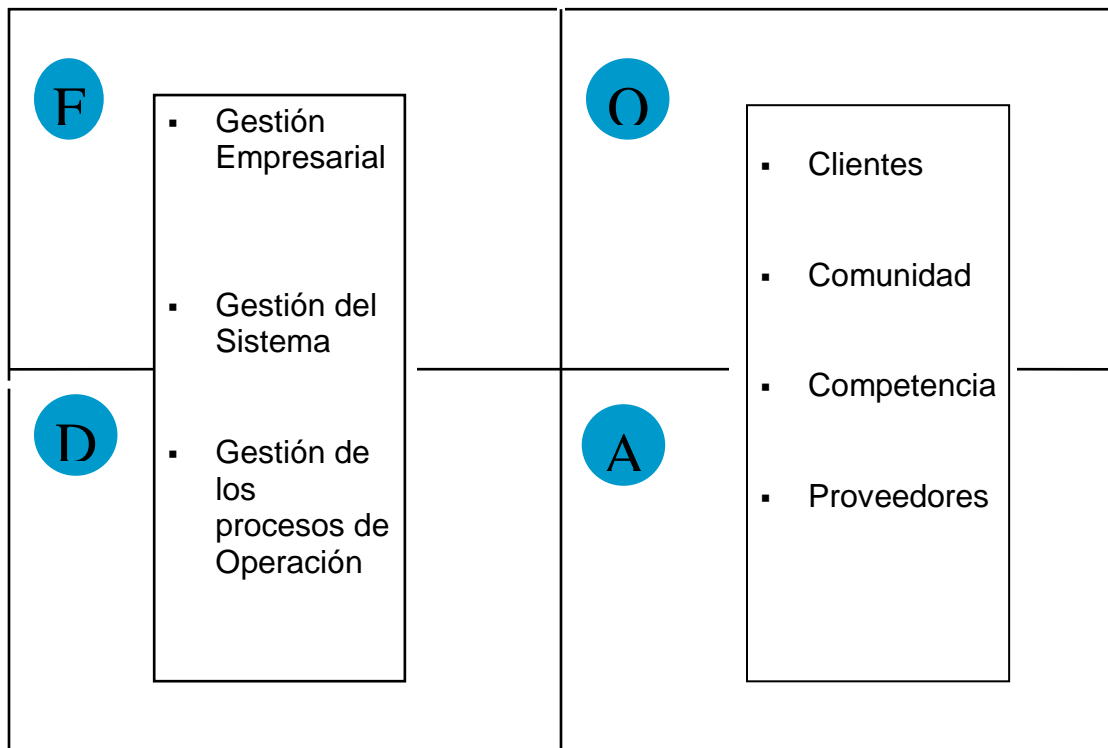 F
▪ Gestión
Empresarial
▪ Gestión del
Sistema
D
▪ Gestión de
los
procesos de
Operación
O
▪ Clientes
▪ Comunidad
▪ Competencia
A
▪ Proveedores